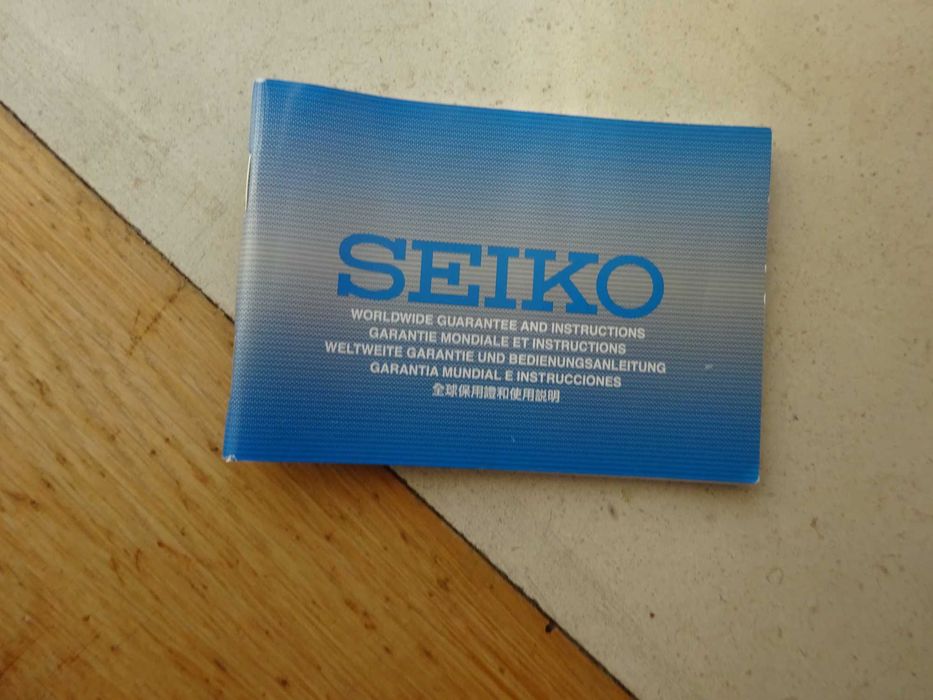 SEIKO
WORLDWIDE GUARANTEE AND INSTRUCTIONS
GARANTIE MONDIALE ET INSTRUCTIONS
WELTWEITE GARANTIE UND BEDIENUNGSANLEITUNG
GARANTIA MUNDIAL E INSTRUCCIONES
全球保用證和使用説明